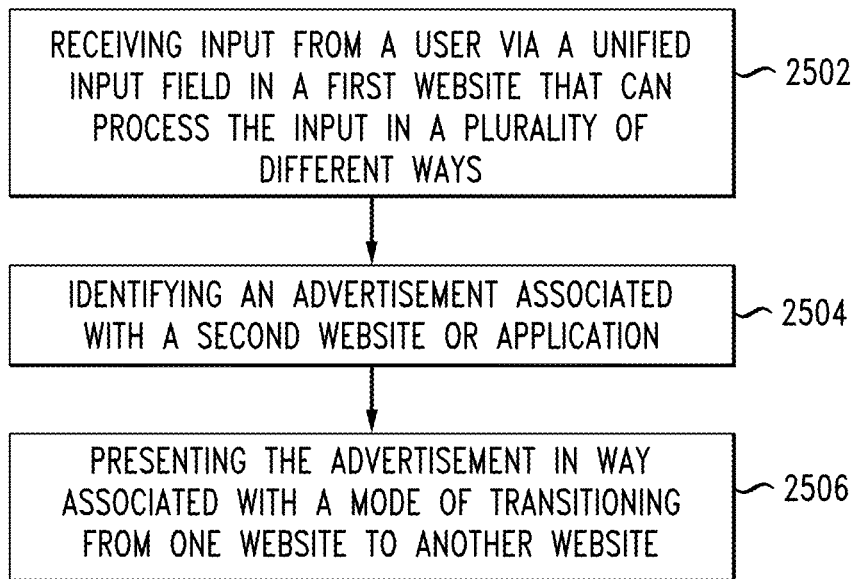 RECEIVING INPUT FROM A USER VIA A UNIFIED
INPUT FIELD IN A FIRST WEBSITE THAT CAN
PROCESS THE INPUT IN A PLURALITY OF
DIFFERENT WAYS
2502
IDENTIFYING AN ADVERTISEMENT ASSOCIATED
WITH A SECOND WEBSITE OR APPLICATION
2504
PRESENTING THE ADVERTISEMENT IN WAY
ASSOCIATED WITH A MODE OF TRANSITIONING
FROM ONE WEBSITE TO ANOTHER WEBSITE
2506